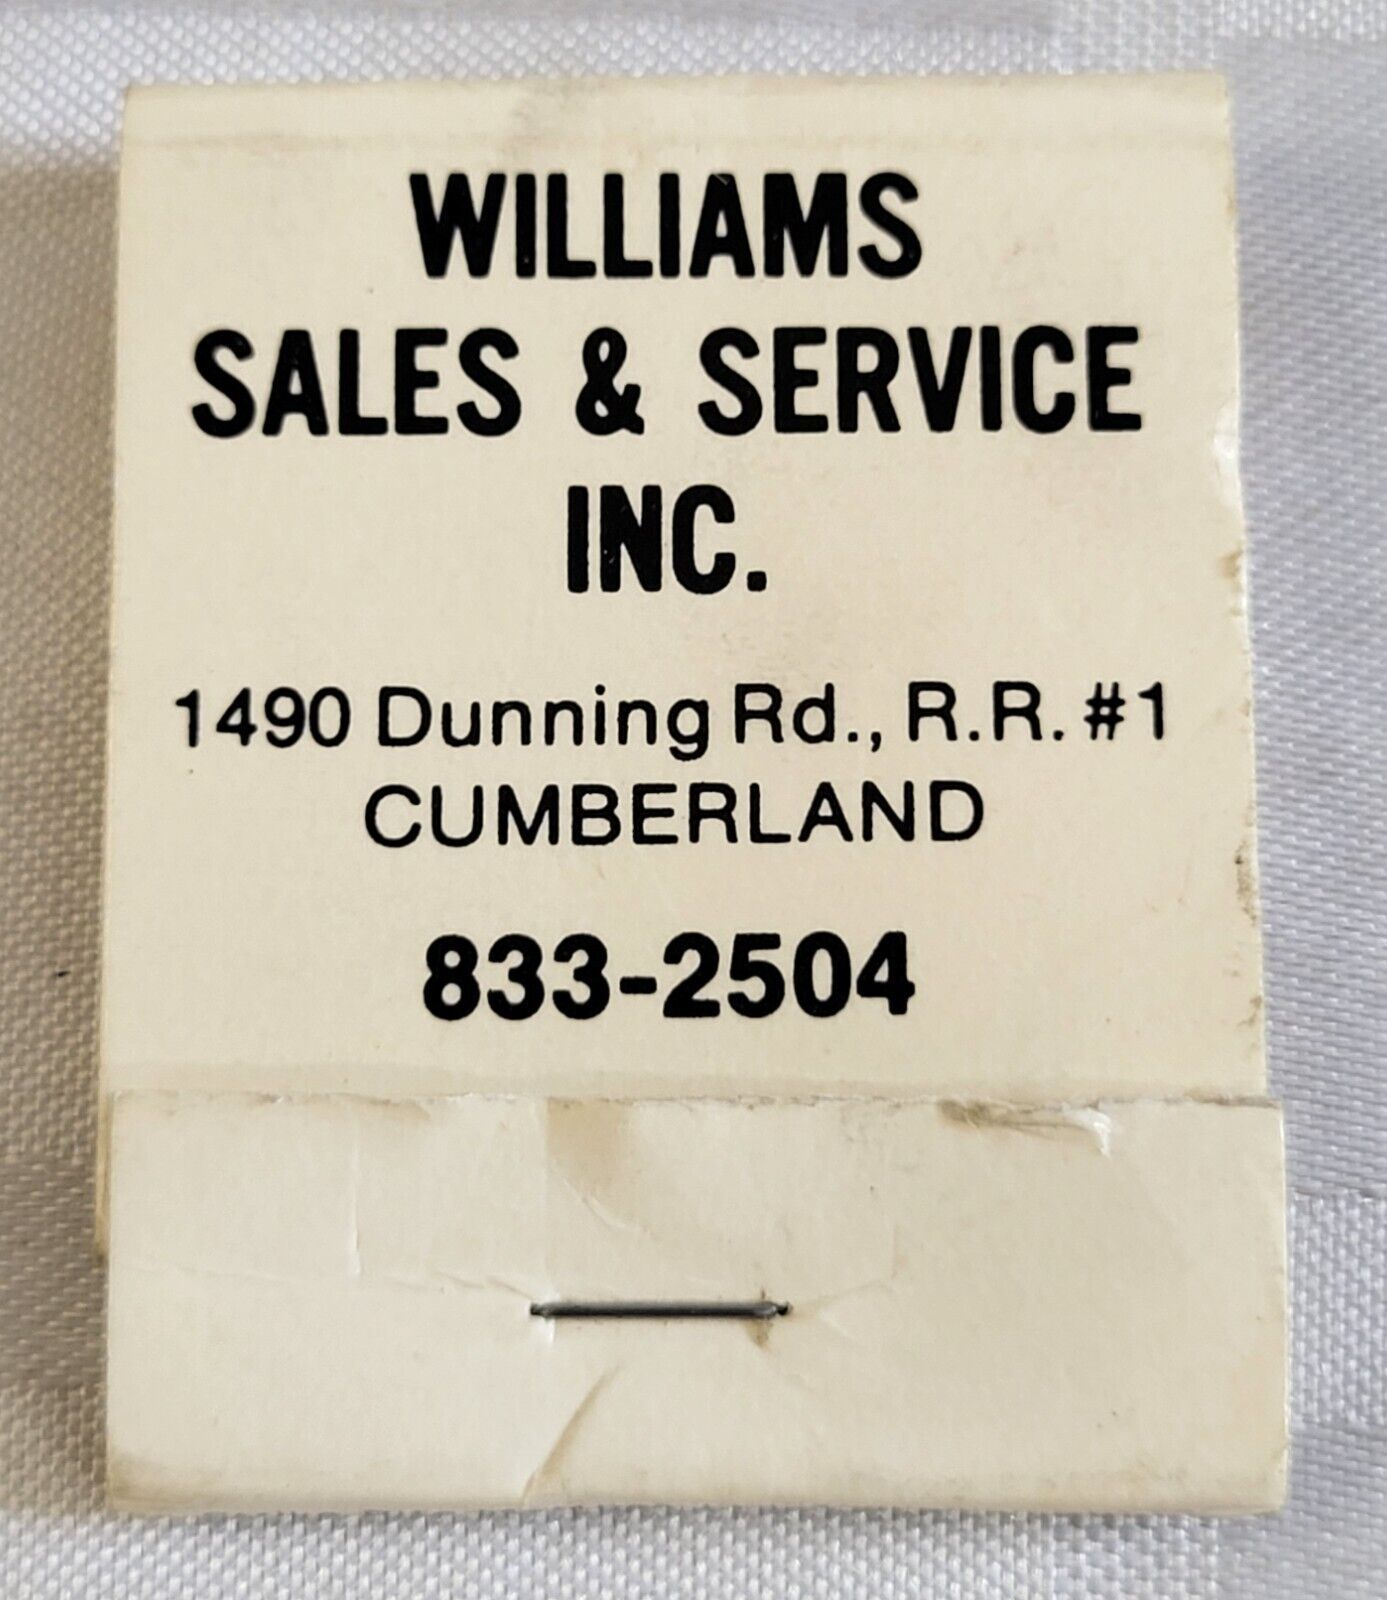 WILLIAMS
SALES & SERVICE
INC.
1490 Dunning Rd., R.R. #1
CUMBERLAND
833-2504